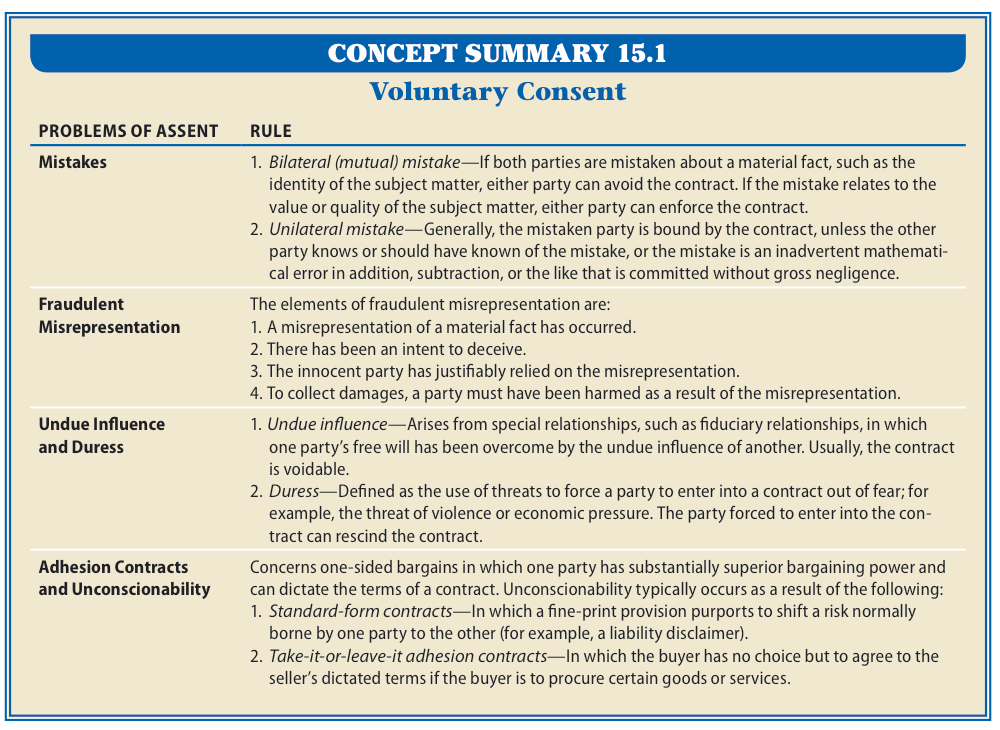 CONCEPT SUMMARY 15.1
Voluntary Consent
PROBLEMS OF ASSENT RULE
Mistakes
1. Bilateral (mutual) mistake—If both parties are mistaken about a material fact, such as the
identity of the subject matter, either party can avoid the contract. If the mistake relates to the
value or quality of the subject matter, either party can enforce the contract.
2. Unilateral mistake—Generally, the mistaken party is bound by the contract, unless the other
party knows or should have known of the mistake, or the mistake is an inadvertent mathemati-
cal error in addition, subtraction, or the like that is committed without gross negligence.
Fraudulent
Misrepresentation
The elements of fraudulent misrepresentation are:
1. A misrepresentation of a material fact has occurred.
2. There has been an intent to deceive.
3. The innocent party has justifiably relied on the misrepresentation.
4. To collect damages, a party must have been harmed as a result of the misrepresentation.
Undue Influence
and Duress
1. Undue influence—Arises from special relationships, such as fiduciary relationships, in which
one party's free will has been overcome by the undue influence of another. Usually, the contract
is voidable.
2. Duress—Defined as the use of threats to force a party to enter into a contract out of fear; for
example, the threat of violence or economic pressure. The party forced to enter into the con-
tract can rescind the contract.
Adhesion Contracts
and Unconscionability
Concerns one-sided bargains in which one party has substantially superior bargaining power and
can dictate the terms of a contract. Unconscionability typically occurs as a result of the following:
1. Standard-form contracts—In which a fine-print provision purports to shift a risk normally
borne by one party to the other (for example, a liability disclaimer).
2. Take-it-or-leave-it adhesion contracts—In which the buyer has no choice but to agree to the
seller's dictated terms if the buyer is to procure certain goods or services.